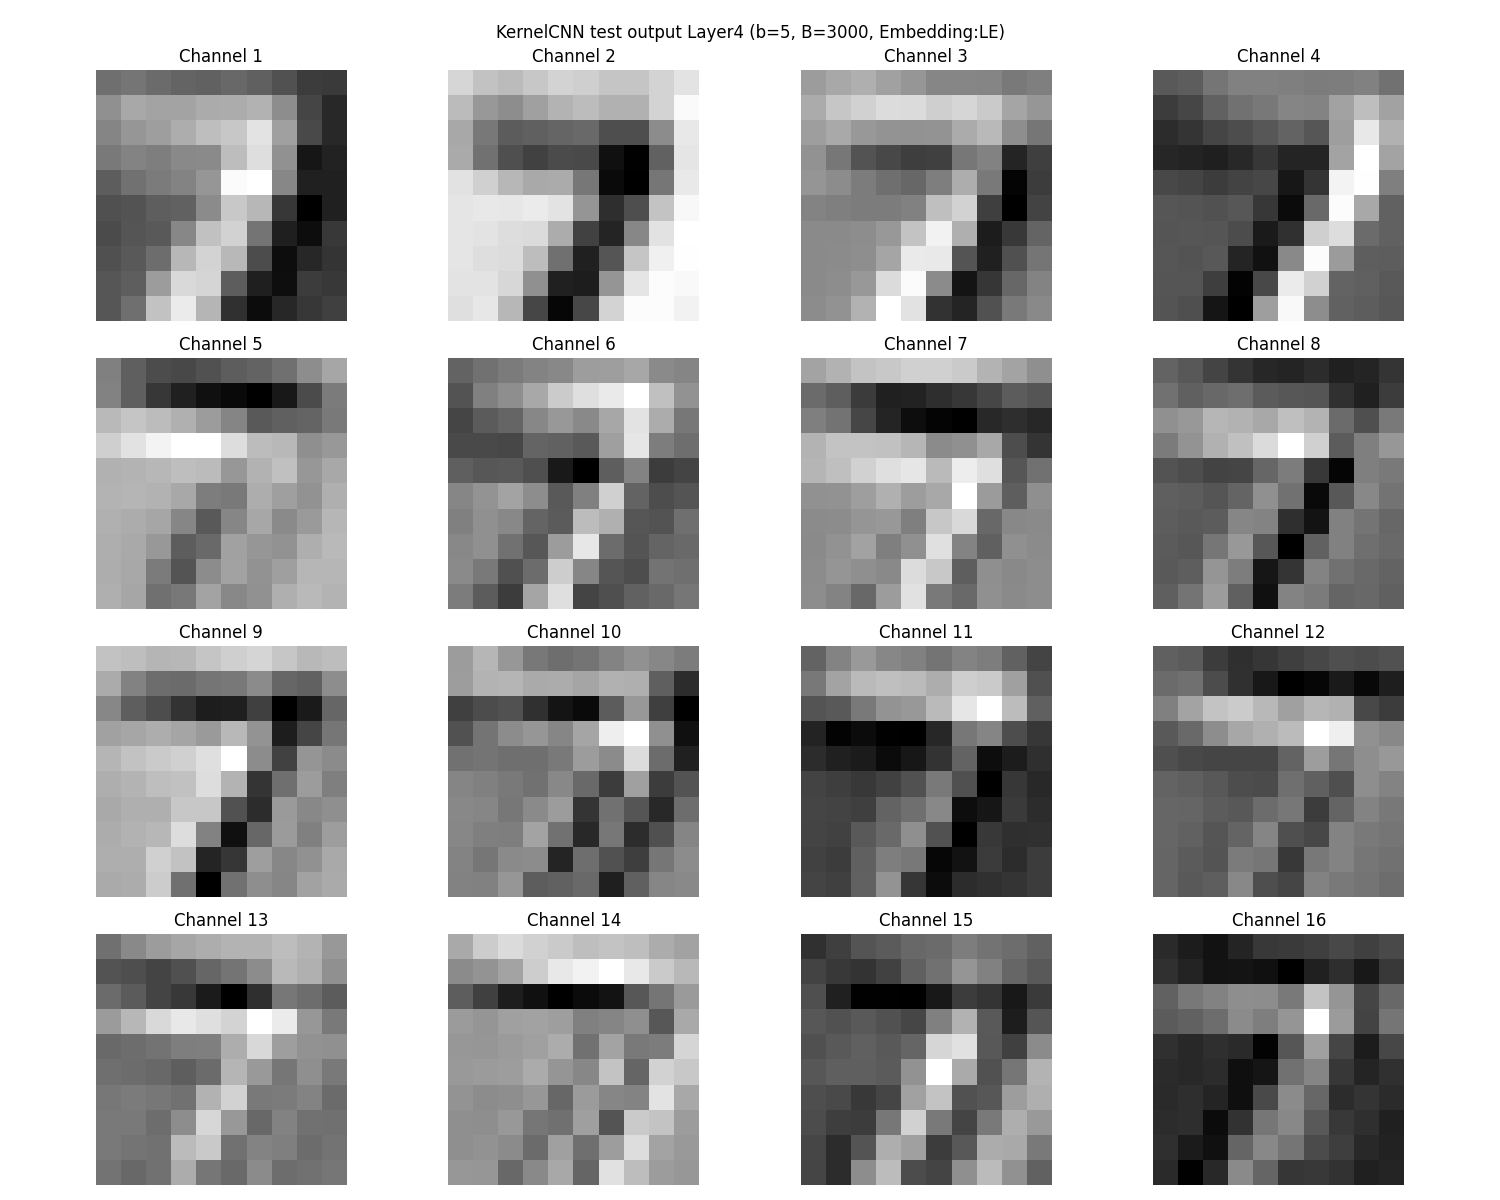 KernelCNN test output Layer4 (b=5, B=3000, Embedding:LE)
Channel 1
Channel 2
Channel 3
Channel 4
Channel 5
Channel 6
Channel 7
Channel 8
Channel 9
Channel 10
Channel 11
Channel 12
Channel 13
Channel 14
Channel 15
Channel 16